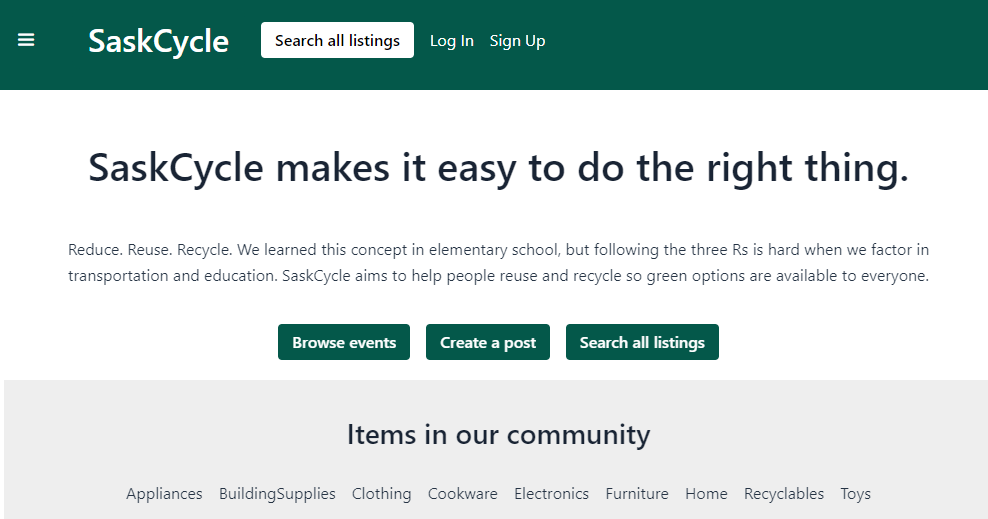 SaskCycle Search all listings Log In Sign Up
SaskCycle makes it easy to do the right thing.
Reduce. Reuse. Recycle. We learned this concept in elementary school, but following the three Rs is hard when we factor in
transportation and education. SaskCycle aims to help people reuse and recycle so green options are available to everyone.
Browse events Create a post Search all listings
Items in our community
Appliances BuildingSupplies Clothing Cookware Electronics Furniture Home Recyclables Toys